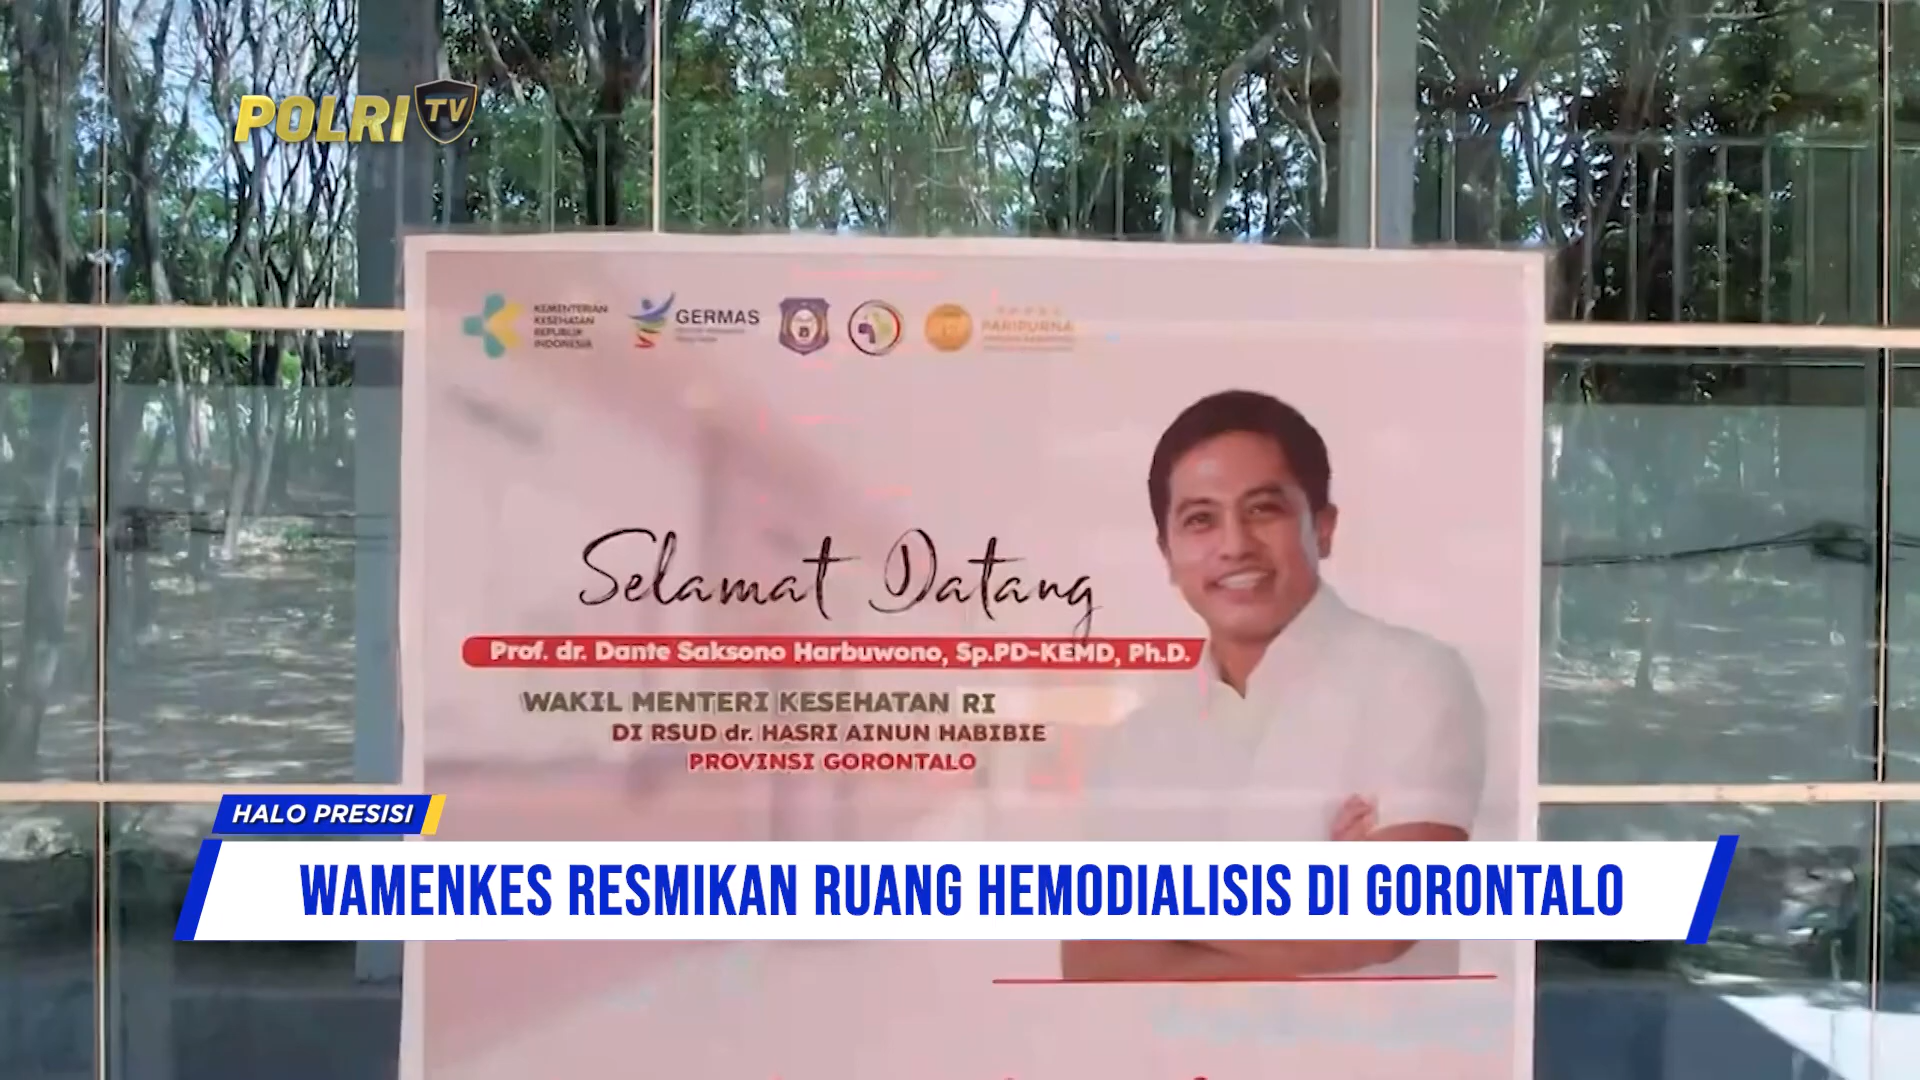 POLRI TV
KEMENTERIAN
KESEHATAN
REPUBLIK
INDONESIA
GERMAS
PARIPURNA
Selamat Datang
Prof. dr. Dante Saksono Harbuwono, Sp.PD-KEMD, Ph.D.
WAKIL MENTERI KESEHATAN RI
DI RSUD dr. HASRI AINUN HABIBIE
PROVINSI GORONTALO
HALO PRESISI
WAMENKES RESMIKAN RUANG HEMODIALISIS DI GORONTALO